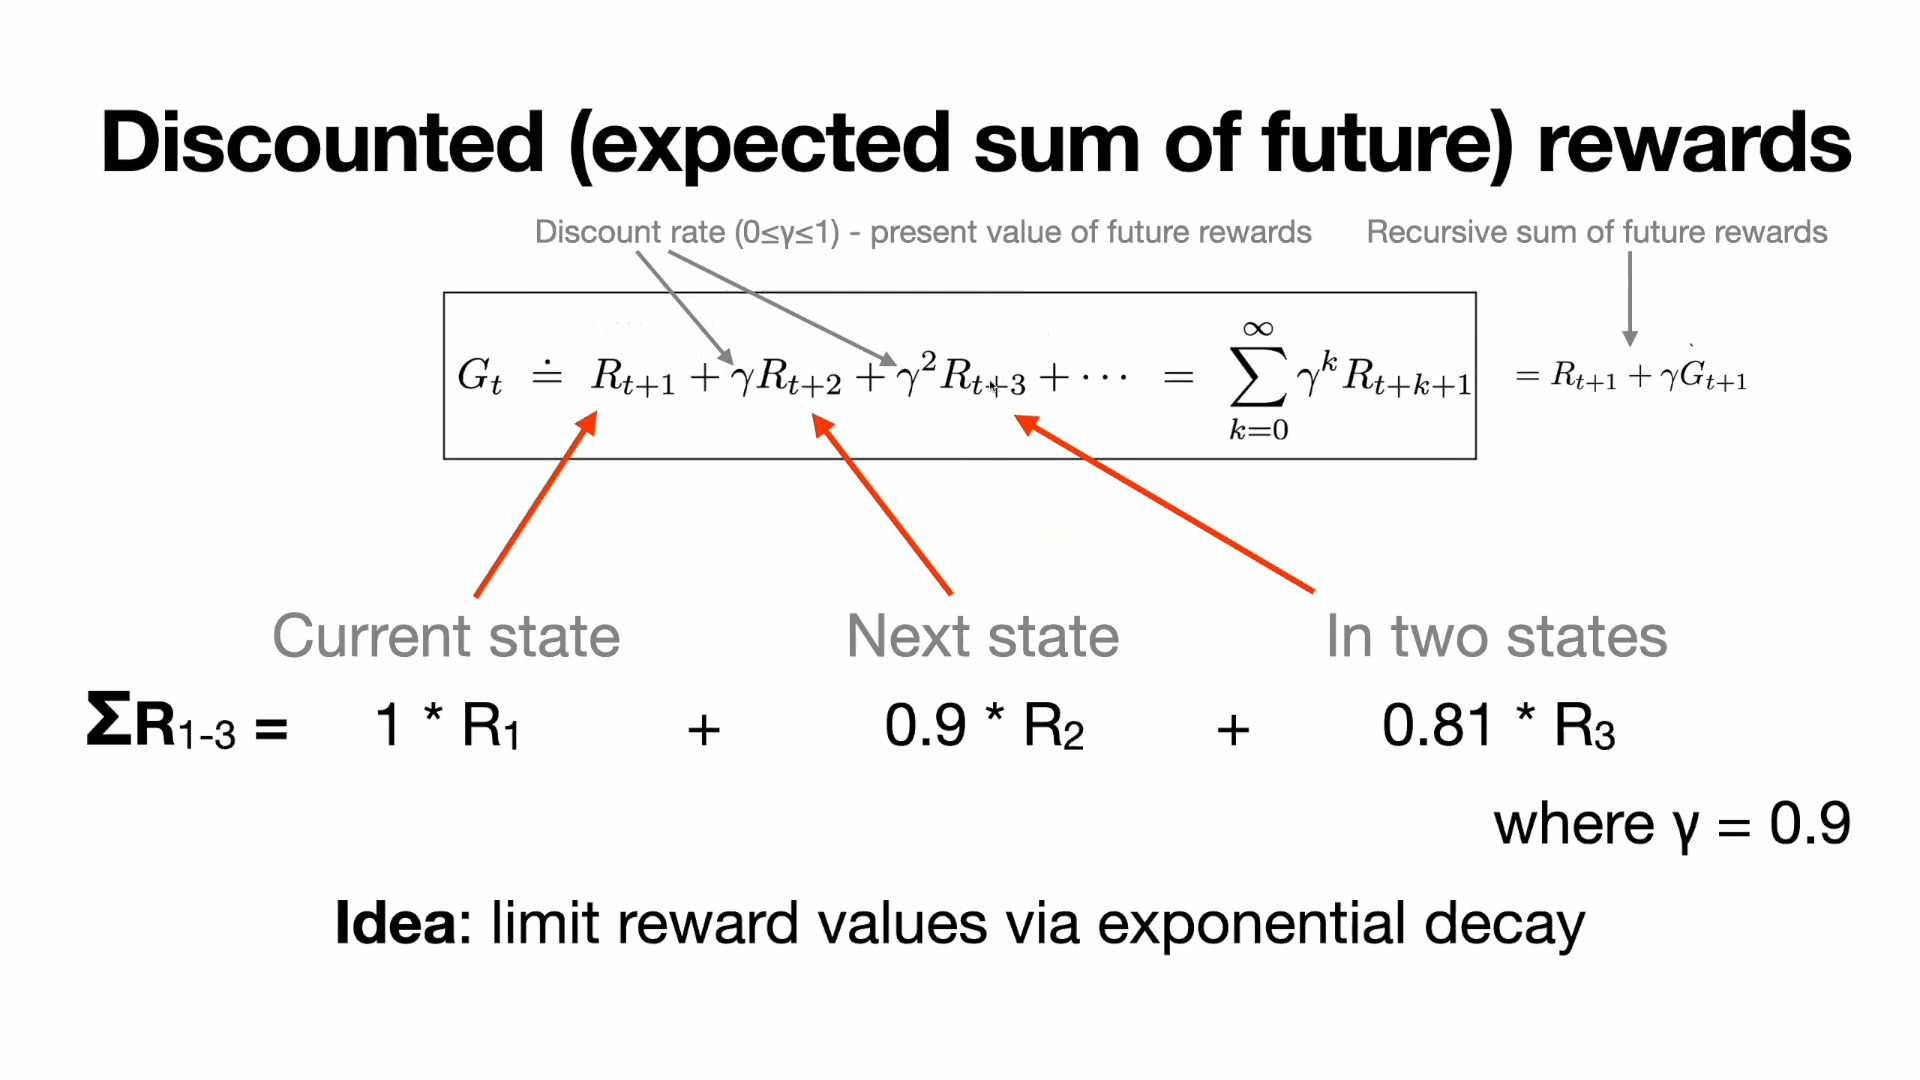 Discounted (expected sum of future) rewards
Discount rate (0≤γ≤1) - present value of future rewards
Recursive sum of future rewards
G_t ≐ R_{t+1} + γR_{t+2} + γ²R_{t+3} + ⋯ = ∑_{k=0}^{∞} γ^k R_{t+k+1} = R_{t+1} + γG_{t+1}
Current state Next state In two states
ΣR₁₋₃ = 1 * R₁ + 0.9 * R₂ + 0.81 * R₃
where γ = 0.9
Idea: limit reward values via exponential decay